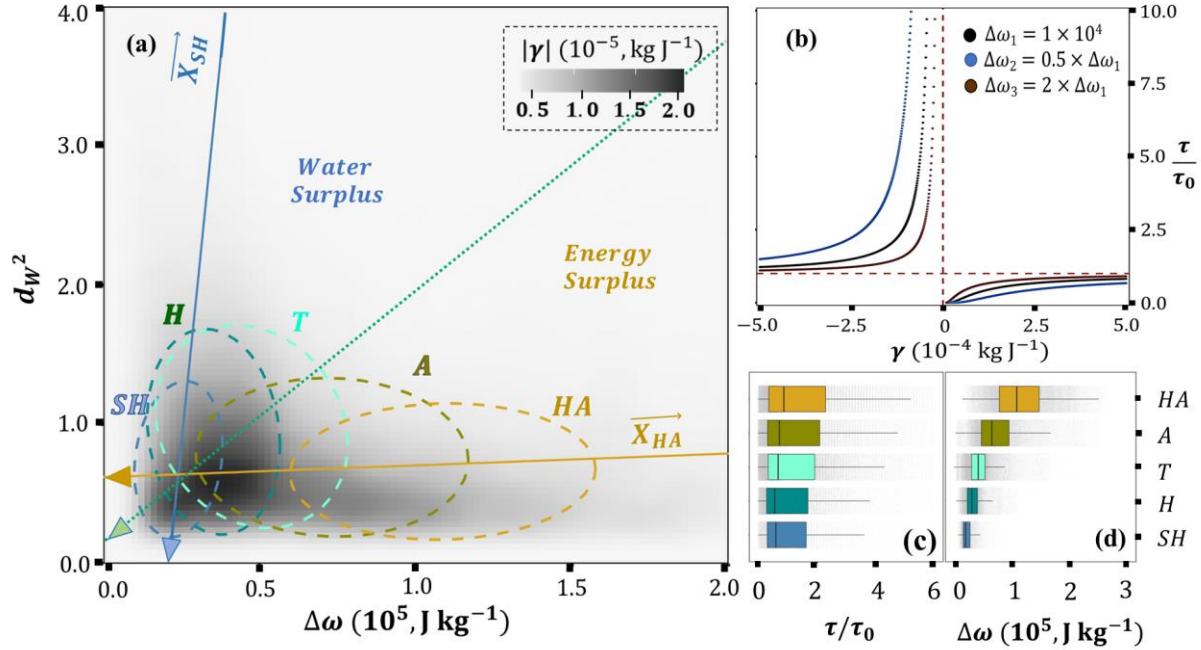 4.0
(a)
X_SH
|γ| (10⁻⁵, kg J⁻¹)
0.5 1.0 1.5 2.0
3.0
Water
Surplus
Energy
Surplus
d_W²
2.0
H
T
A
SH
HA
1.0
X_HA
0.0
0.0 0.5 1.0 1.5 2.0
Δω (10⁵, J kg⁻¹)
(b)
Δω₁ = 1 × 10⁴
Δω₂ = 0.5 × Δω₁
Δω₃ = 2 × Δω₁
10.0
7.5
5.0
τ/τ₀
2.5
0.0
−5.0 −2.5 0 2.5 5.0
γ (10⁻⁴ kg J⁻¹)
HA
A
T
H
SH
(c)
(d)
0 2 4 6
τ/τ₀
0 1 2 3
Δω (10⁵, J kg⁻¹)